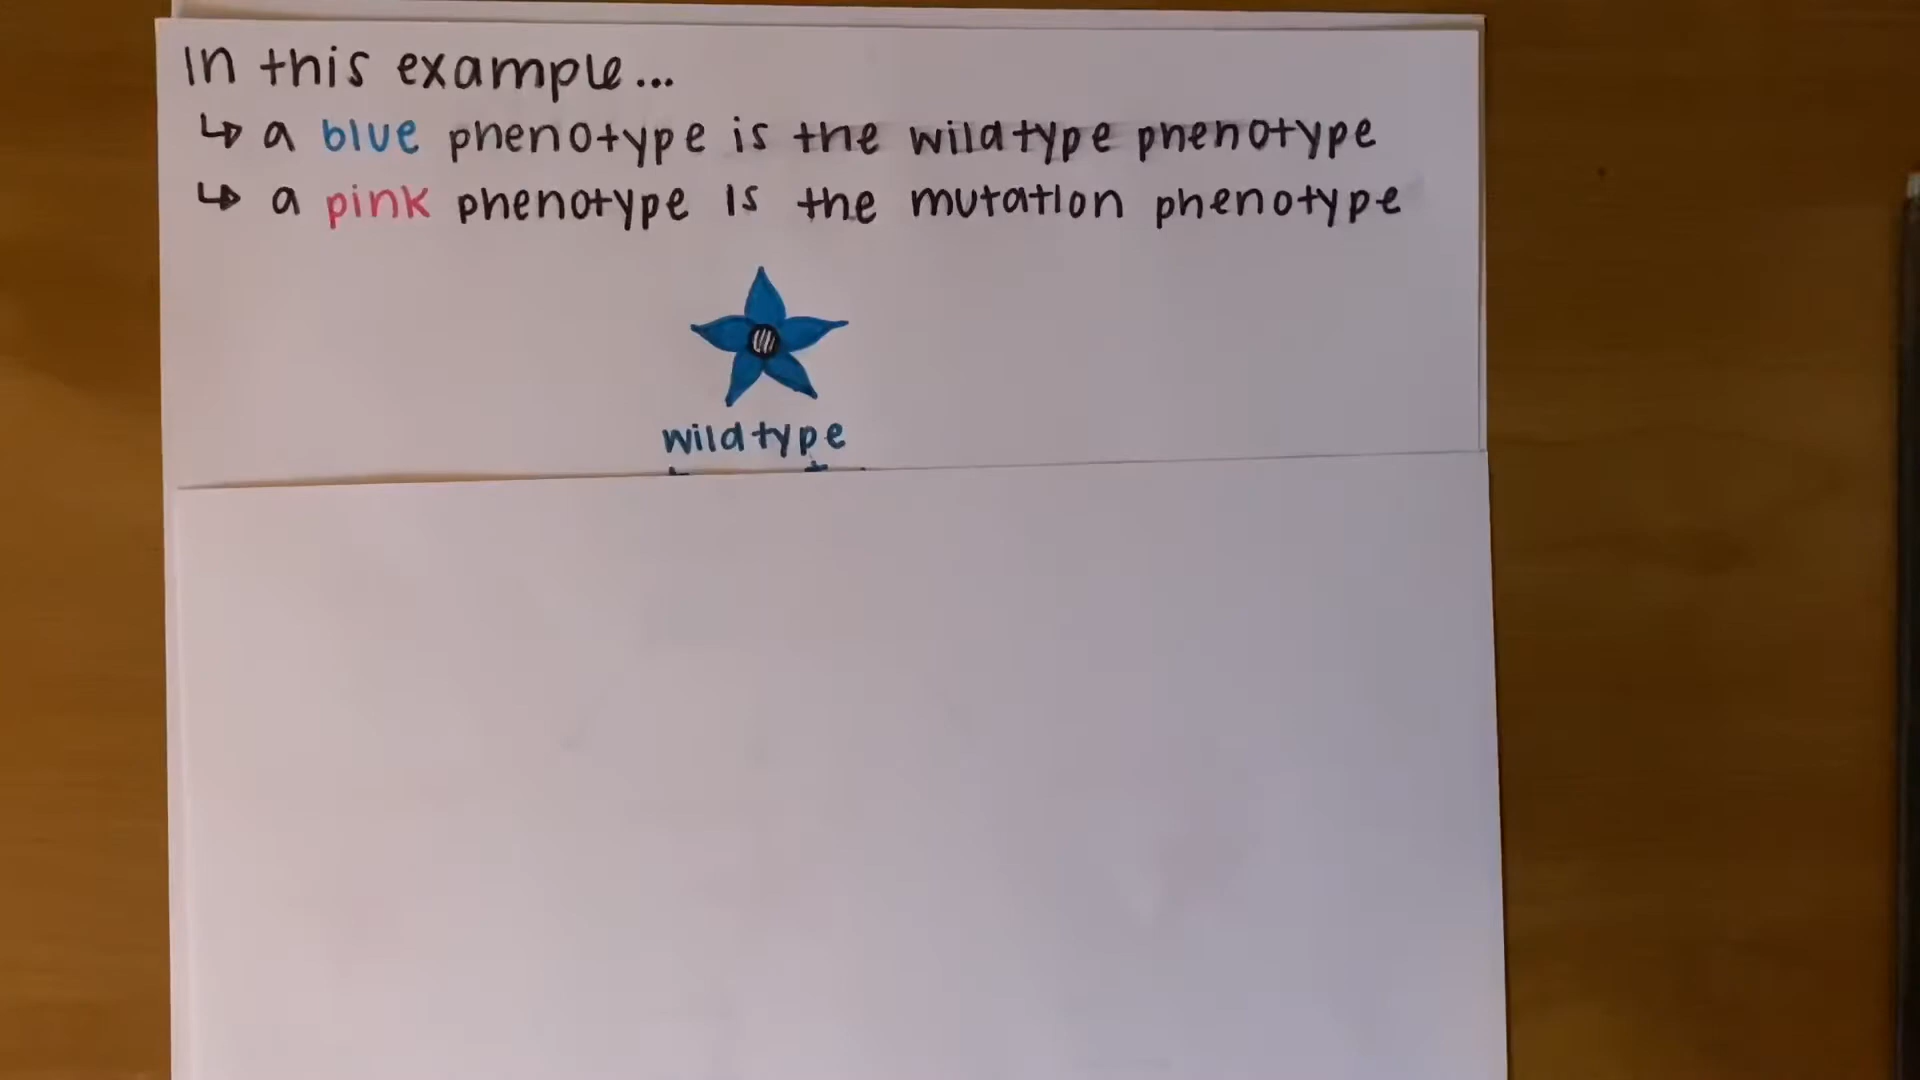 In this example...
↳ a blue phenotype is the wildtype phenotype
↳ a pink phenotype is the mutation phenotype
wildtype